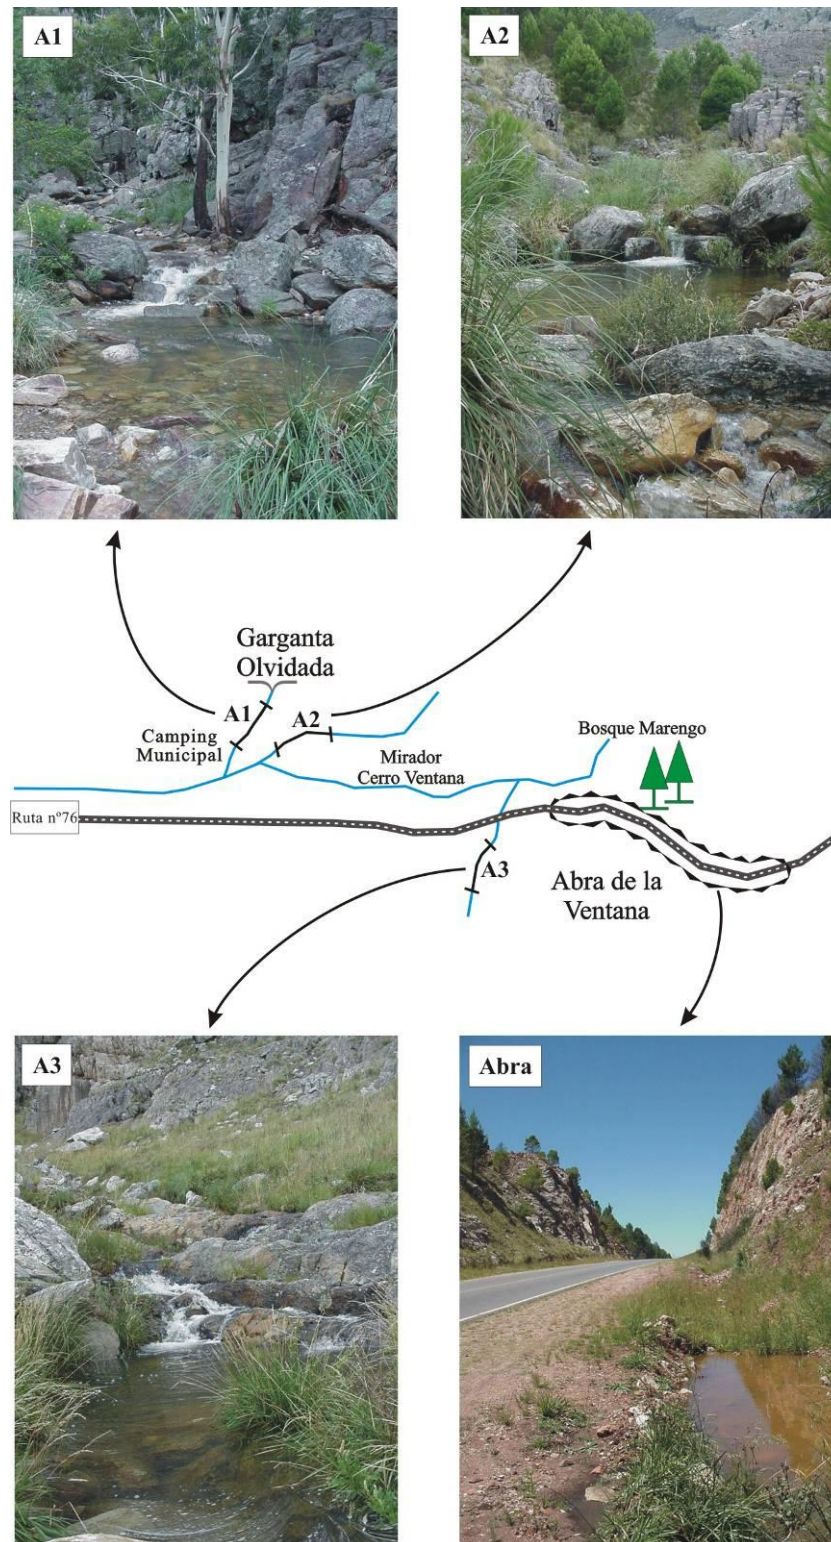 A1
A2
Garganta
Olvidada
A1
A2
Camping
Municipal
Bosque Marengo
Mirador
Cerro Ventana
Ruta nº76
A3
Abra de la
Ventana
A3
Abra